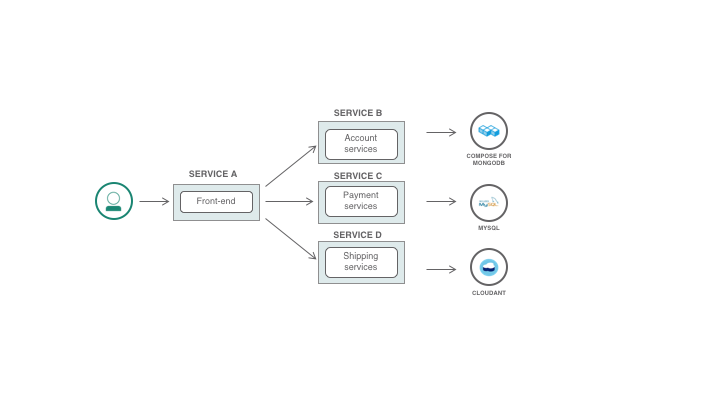 SERVICE A
Front-end
SERVICE B
Account
services
SERVICE C
Payment
services
SERVICE D
Shipping
services
COMPOSE FOR
MONGODB
MySQL
MYSQL
CLOUDANT